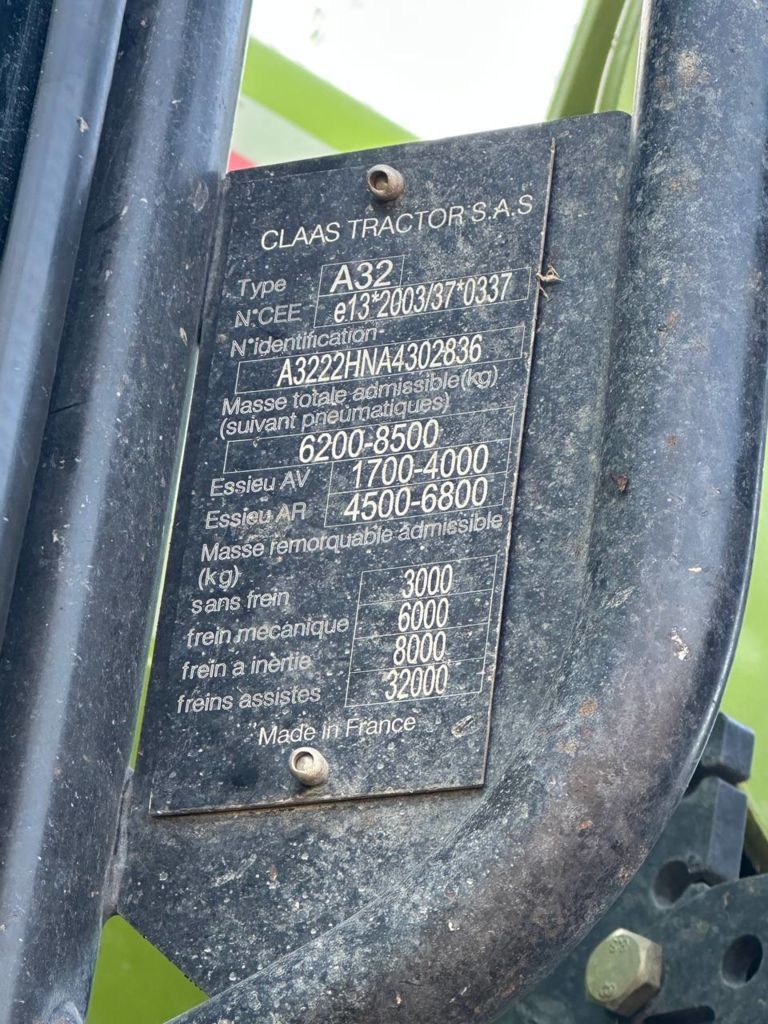 CLAAS TRACTOR S.A.S
Type A32
N°CEE e13*2003/37*0337
N°identification
A3222HNA4302836
Masse totale admissible(kg)
(suivant pneumatiques)
6200-8500
Essieu AV 1700-4000
Essieu AR 4500-6800
Masse remorquable admissible
(kg)
sans frein 3000
frein mecanique 6000
frein a inertie 8000
freins assistes 32000
Made in France